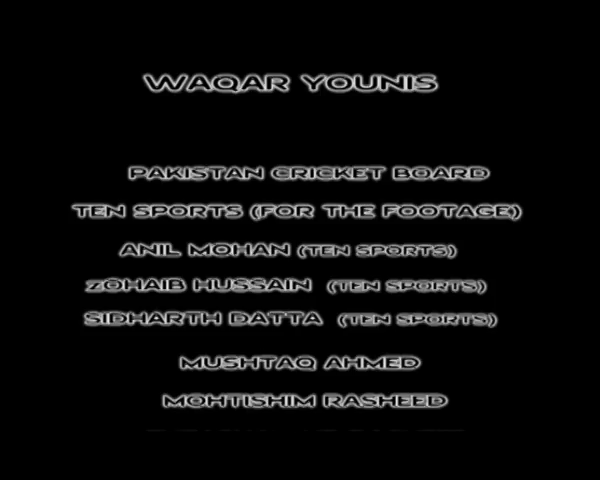 WAQAR YOUNIS
PAKISTAN CRICKET BOARD
TEN SPORTS (FOR THE FOOTAGE)
ANIL MOHAN (TEN SPORTS)
ZOHAIB HUSSAIN (TEN SPORTS)
SIDHARTH DATTA (TEN SPORTS)
MUSHTAQ AHMED
MOHTISHIM RASHEED